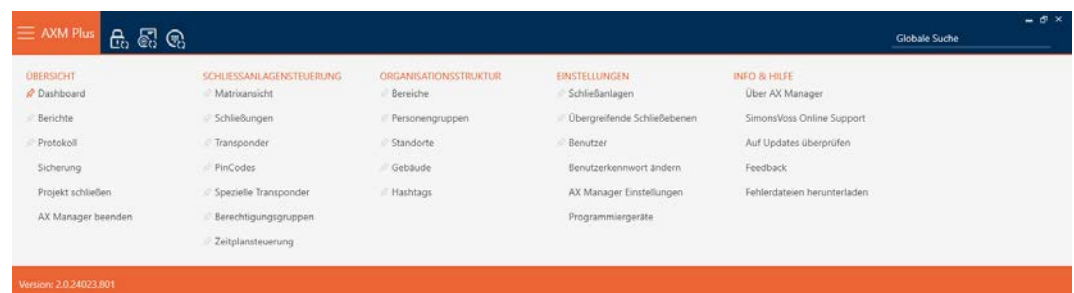 AXM Plus
Globale Suche
ÜBERSICHT
Dashboard
Berichte
Protokoll
Sicherung
Projekt schließen
AX Manager beenden
SCHLIESSANLAGENSTEUERUNG
Matrixansicht
Schließungen
Transponder
PinCodes
Spezielle Transponder
Berechtigungsgruppen
Zeitplansteuerung
ORGANISATIONSSTRUKTUR
Bereiche
Personengruppen
Standorte
Gebäude
Hashtags
EINSTELLUNGEN
Schließanlagen
Übergreifende Schließebenen
Benutzer
Benutzerkennwort ändern
AX Manager Einstellungen
Programmiergeräte
INFO & HILFE
Über AX Manager
SimonsVoss Online Support
Auf Updates überprüfen
Feedback
Fehlerdateien herunterladen
Version: 2.0.24023.801